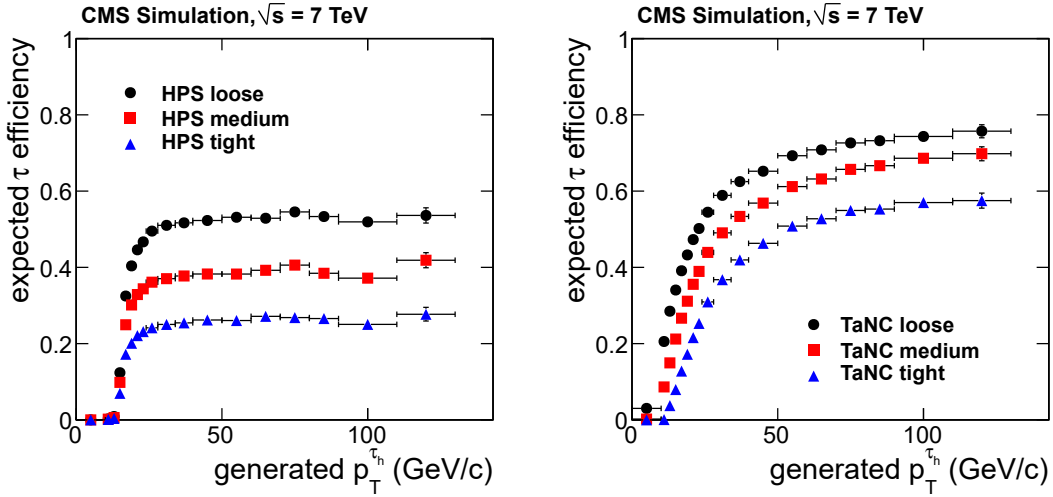 CMS Simulation, √s = 7 TeV
expected τ efficiency
1
0.8
0.6
0.4
0.2
0
HPS loose
HPS medium
HPS tight
0
50
100
generated p_T^{τ_h} (GeV/c)
CMS Simulation, √s = 7 TeV
expected τ efficiency
1
0.8
0.6
0.4
0.2
0
TaNC loose
TaNC medium
TaNC tight
0
50
100
generated p_T^{τ_h} (GeV/c)